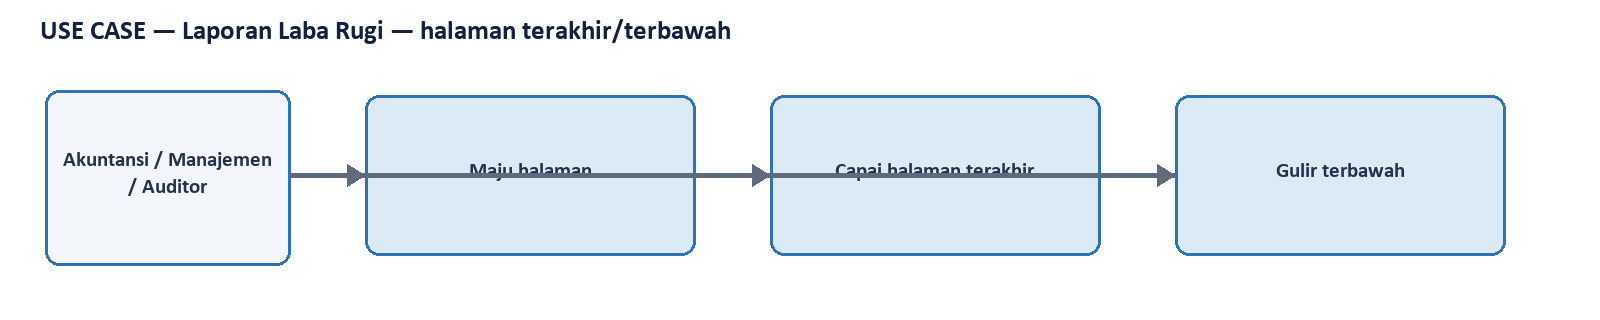 USE CASE — Laporan Laba Rugi — halaman terakhir/terbawah
Akuntansi / Manajemen
/ Auditor
Maju halaman
Capai halaman terakhir
Gulir terbawah